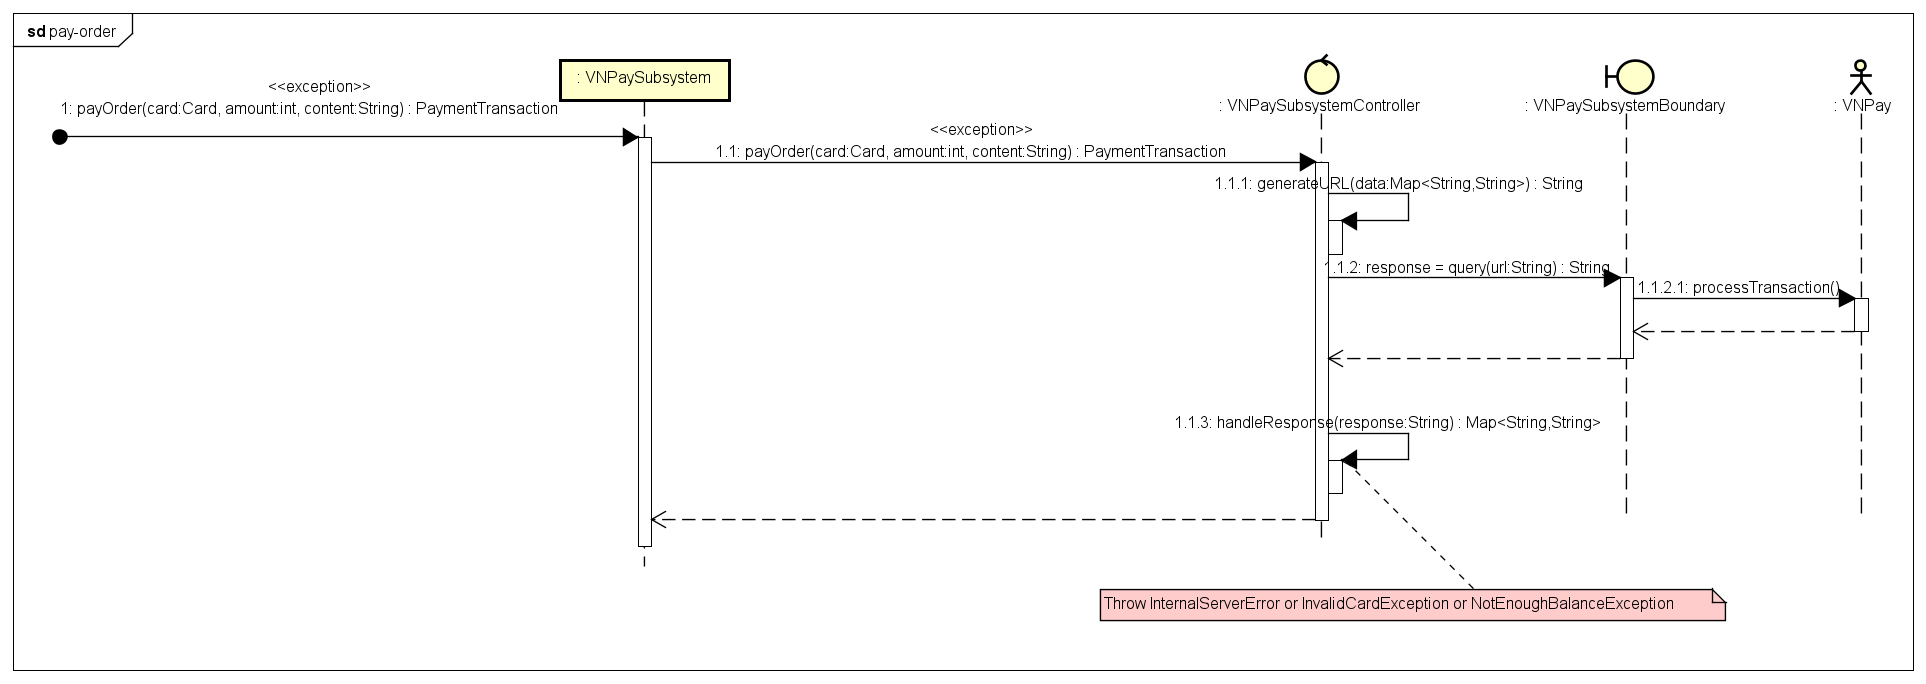 sd pay-order
<<exception>>
1: payOrder(card:Card, amount:int, content:String) : PaymentTransaction
: VNPaySubsystem
: VNPaySubsystemController
: VNPaySubsystemBoundary
: VNPay
<<exception>>
1.1: payOrder(card:Card, amount:int, content:String) : PaymentTransaction
1.1.1: generateURL(data:Map<String,String>) : String
1.1.2: response = query(url:String) : String
1.1.2.1: processTransaction()
1.1.3: handleResponse(response:String) : Map<String,String>
Throw InternalServerError or InvalidCardException or NotEnoughBalanceException